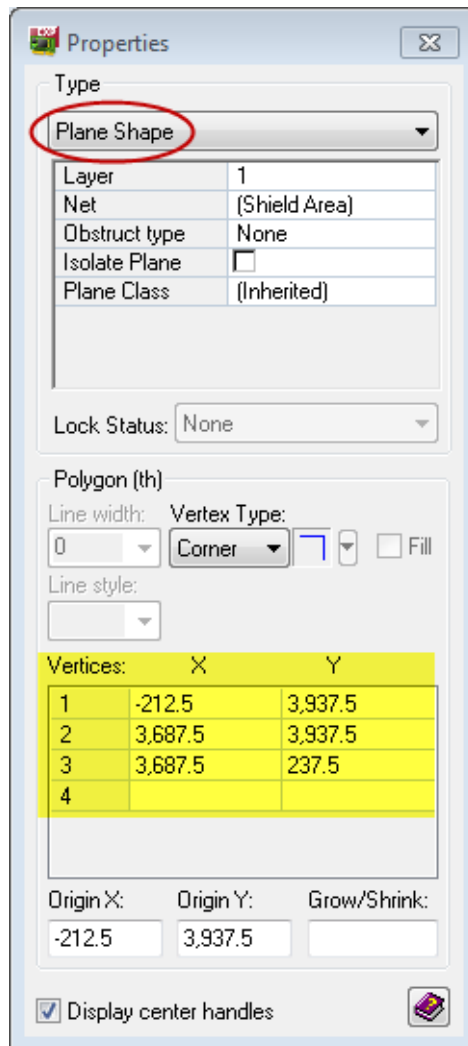 Properties
Type
Plane Shape
Layer 1
Net (Shield Area)
Obstruct type None
Isolate Plane
Plane Class (Inherited)
Lock Status: None
Polygon (th)
Line width: Vertex Type:
0 Corner Fill
Line style:
Vertices: X Y
1 -212.5 3,937.5
2 3,687.5 3,937.5
3 3,687.5 237.5
4
Origin X: Origin Y: Grow/Shrink:
-212.5 3,937.5
Display center handles